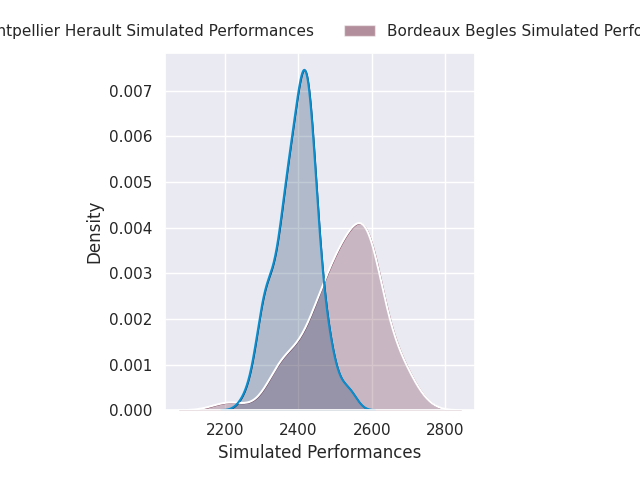 ntpellier Herault Simulated Performances
Bordeaux Begles Simulated Perfo
0.007
0.006
0.005
0.004
0.003
0.002
0.001
0.000
Density
2200 2400 2600 2800
Simulated Performances